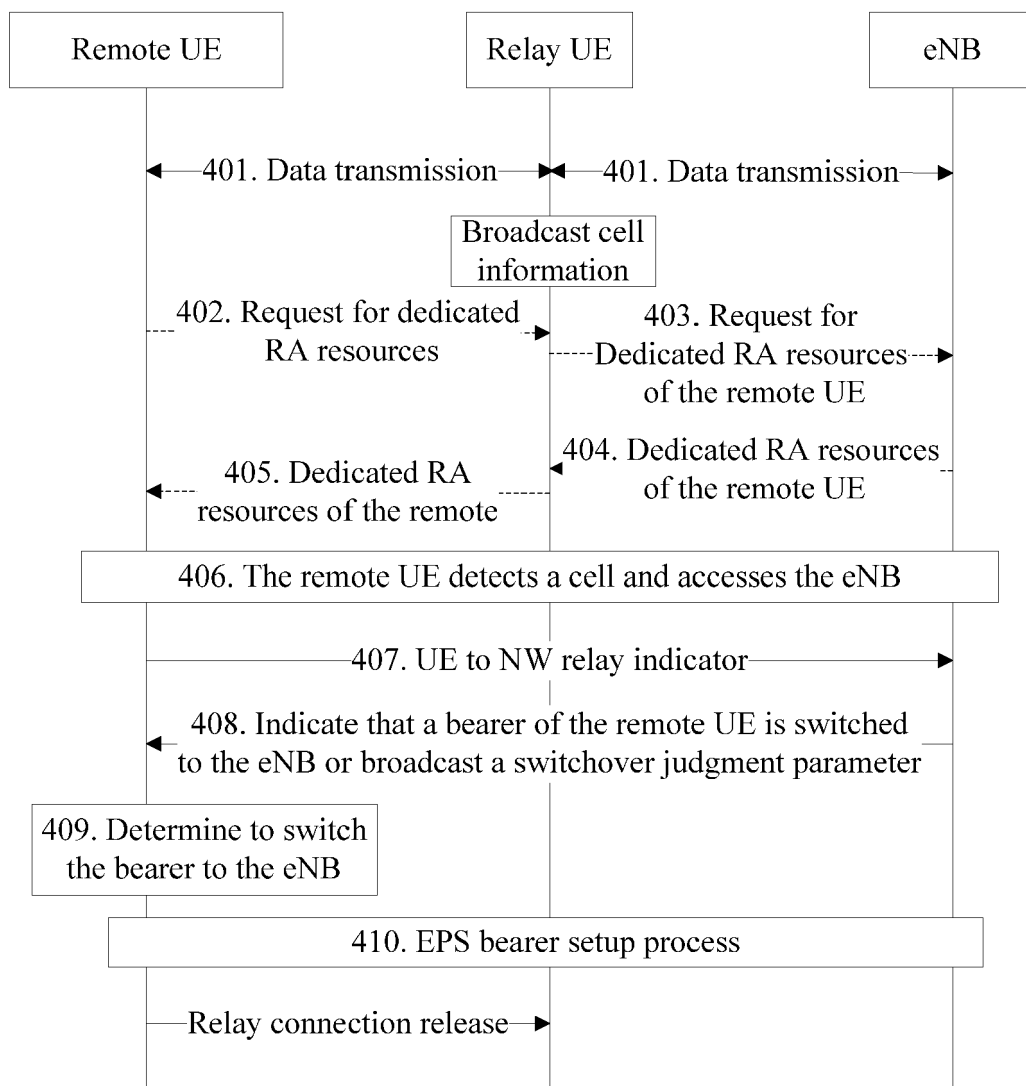 Remote UE
Relay UE
eNB
401. Data transmission
401. Data transmission
Broadcast cell
information
402. Request for dedicated
RA resources
403. Request for
Dedicated RA resources
of the remote UE
404. Dedicated RA resources
of the remote UE
405. Dedicated RA
resources of the remote
406. The remote UE detects a cell and accesses the eNB
407. UE to NW relay indicator
408. Indicate that a bearer of the remote UE is switched
to the eNB or broadcast a switchover judgment parameter
409. Determine to switch
the bearer to the eNB
410. EPS bearer setup process
Relay connection release